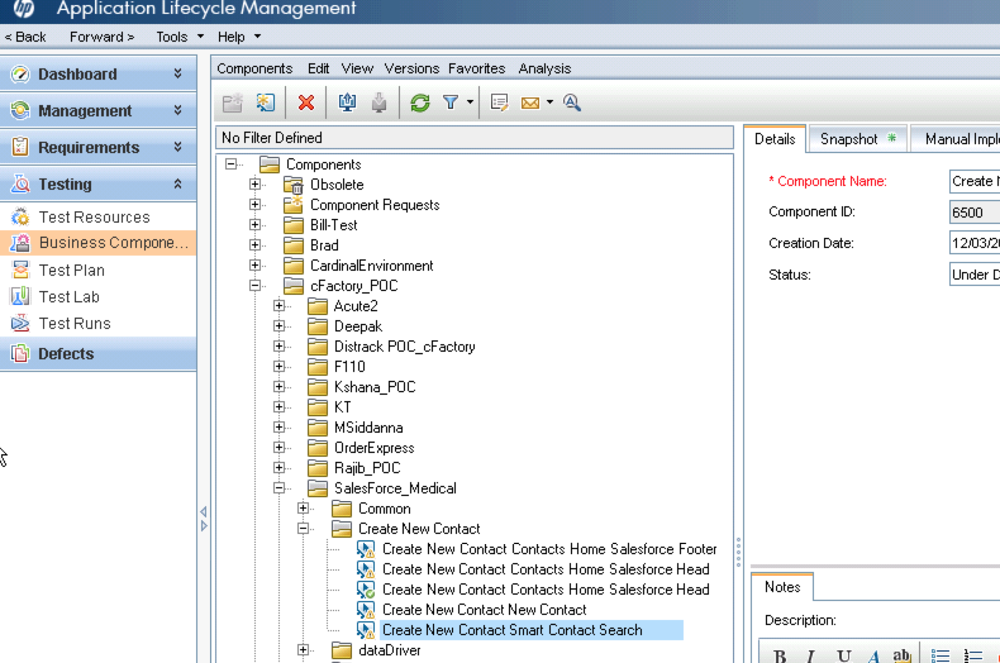 hp Application Lifecycle Management
< Back Forward > Tools Help
Dashboard
Management
Requirements
Testing
Test Resources
Business Compone...
Test Plan
Test Lab
Test Runs
Defects
Components Edit View Versions Favorites Analysis
No Filter Defined
Components
Obsolete
Component Requests
Bill-Test
Brad
CardinalEnvironment
cFactory_POC
Acute2
Deepak
Distrack POC_cFactory
F110
Kshana_POC
KT
MSiddanna
OrderExpress
Rajib_POC
SalesForce_Medical
Common
Create New Contact
Create New Contact Contacts Home Salesforce Footer
Create New Contact Contacts Home Salesforce Head
Create New Contact Contacts Home Salesforce Head
Create New Contact New Contact
Create New Contact Smart Contact Search
dataDriver
Details Snapshot * Manual Imple
* Component Name: Create
Component ID: 6500
Creation Date: 12/03/2
Status: Under D
Notes
Description:
B I U A ab